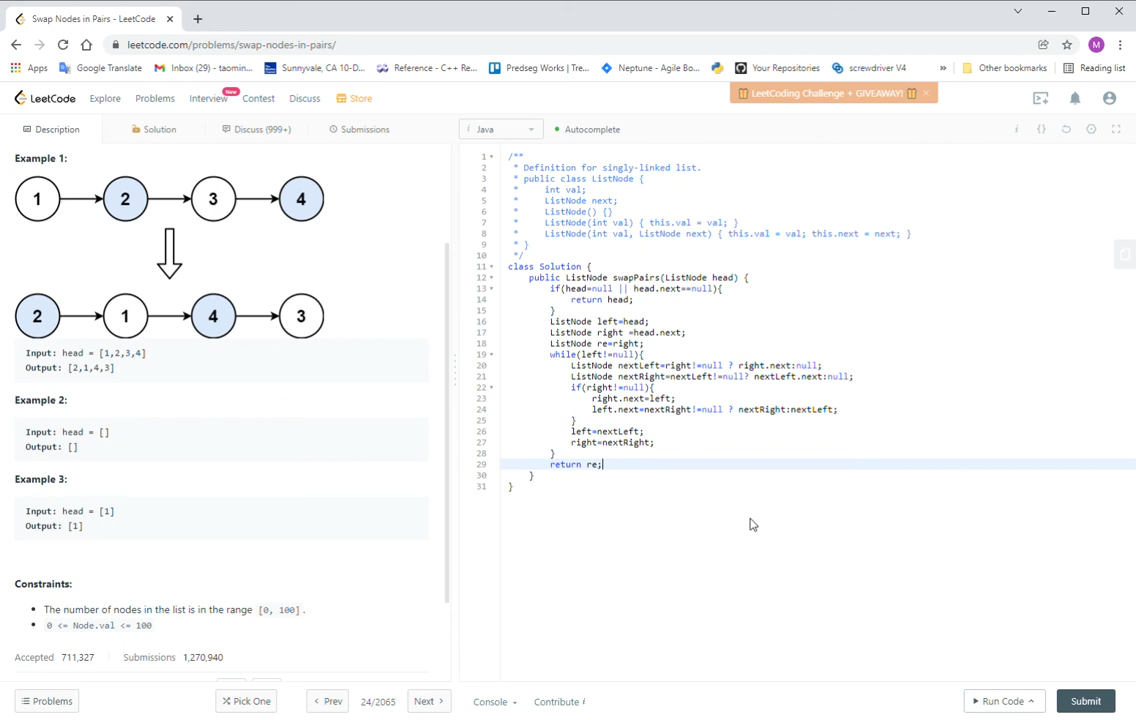 Swap Nodes in Pairs - LeetCode
leetcode.com/problems/swap-nodes-in-pairs/
M
Apps
Google Translate
Inbox (29) - taomin...
Sunnyvale, CA 10-D...
Reference - C++ Re...
Predseg Works | Tre...
Neptune - Agile Bo...
Your Repositories
screwdriver V4
»
Other bookmarks
Reading list
LeetCode
Explore
Problems
Interview
New
Contest
Discuss
Store
LeetCoding Challenge + GIVEAWAY!
Description
Solution
Discuss (999+)
Submissions
i Java
Autocomplete
Example 1:
1 2 3 4
2 1 4 3
Input: head = [1,2,3,4]
Output: [2,1,4,3]
Example 2:
Input: head = []
Output: []
Example 3:
Input: head = [1]
Output: [1]
Constraints:
The number of nodes in the list is in the range [0, 100].
0 <= Node.val <= 100
Accepted 711,327 Submissions 1,270,940
1 /**
2 * Definition for singly-linked list.
3 * public class ListNode {
4 * int val;
5 * ListNode next;
6 * ListNode() {}
7 * ListNode(int val) { this.val = val; }
8 * ListNode(int val, ListNode next) { this.val = val; this.next = next; }
9 * }
10 */
11 class Solution {
12 public ListNode swapPairs(ListNode head) {
13 if(head=null || head.next==null){
14 return head;
15 }
16 ListNode left=head;
17 ListNode right =head.next;
18 ListNode re=right;
19 while(left!=null){
20 ListNode nextLeft=right!=null ? right.next:null;
21 ListNode nextRight=nextLeft!=null? nextLeft.next:null;
22 if(right!=null){
23 right.next=left;
24 left.next=nextRight!=null ? nextRight:nextLeft;
25 }
26 left=nextLeft;
27 right=nextRight;
28 }
29 return re;
30 }
31 }
Problems
Pick One
Prev
24/2065
Next
Console
Contribute i
Run Code
Submit